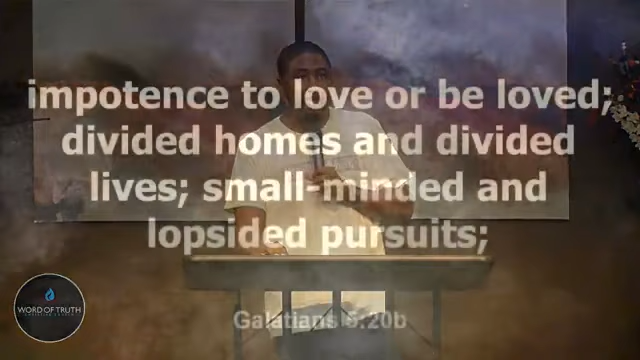 impotence to love or be loved;
divided homes and divided
lives; small-minded and
lopsided pursuits;
Galatians 5:20b
WORD OF TRUTH